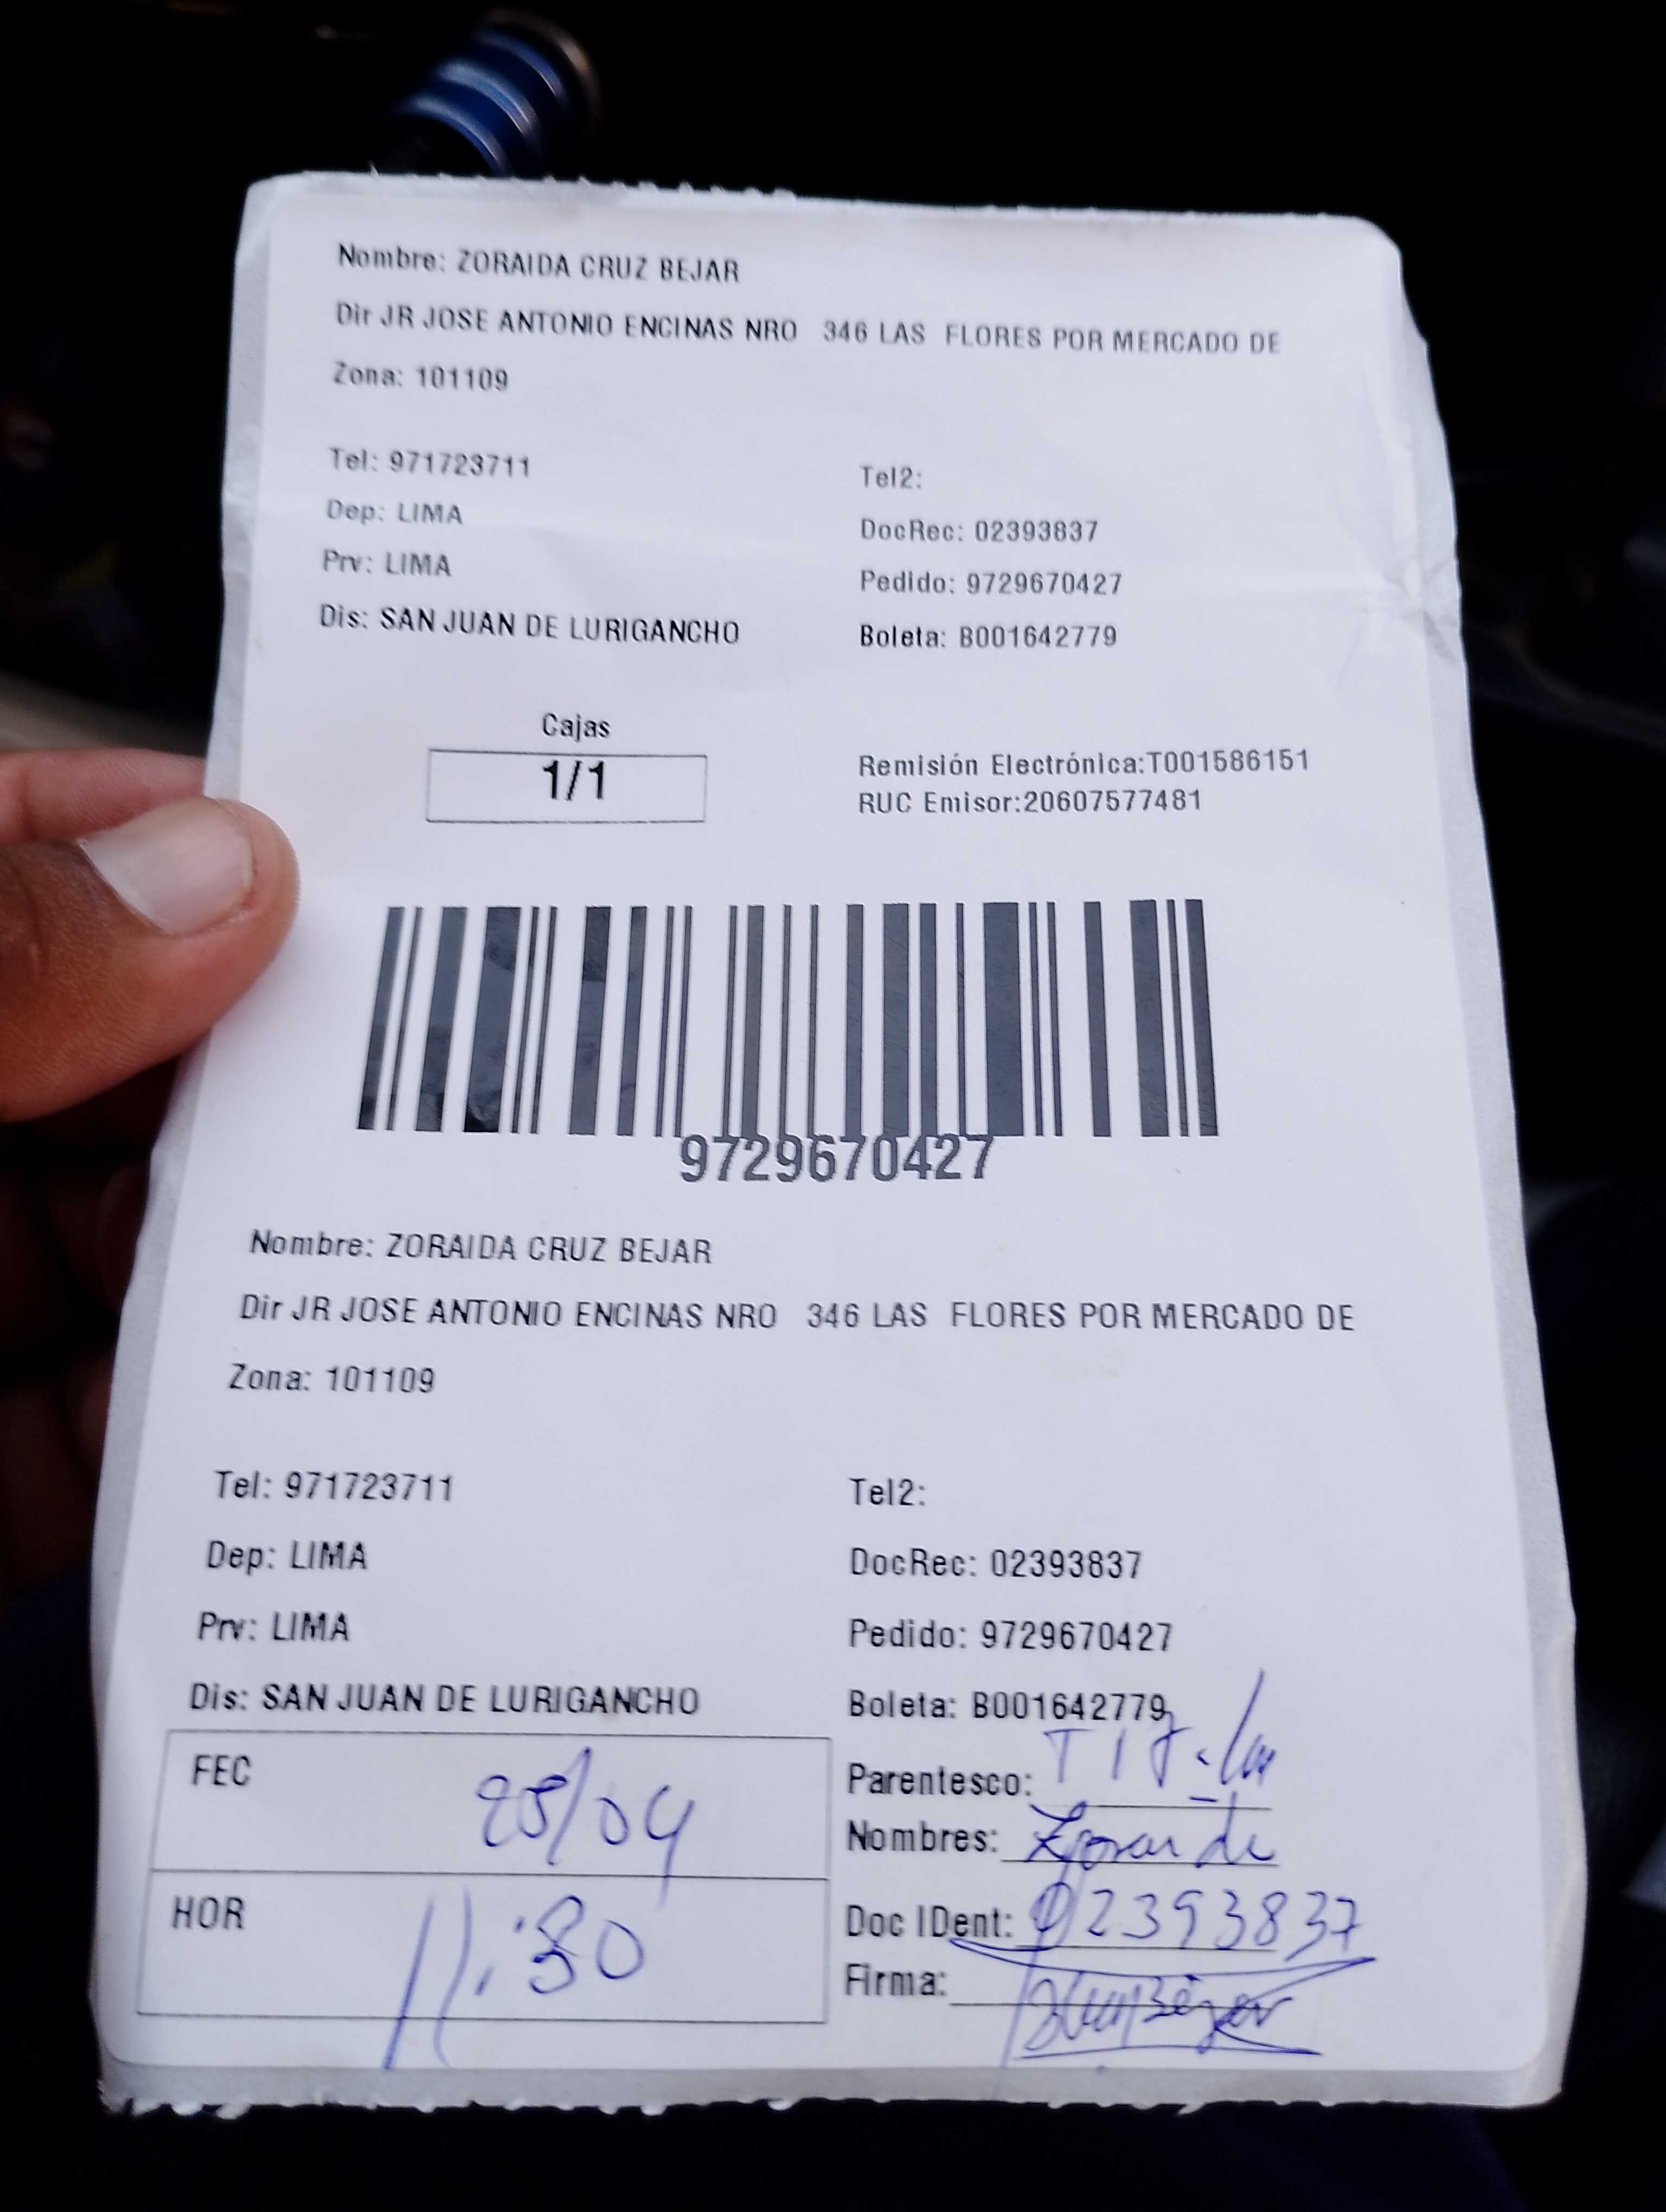 Nombre: ZORAIDA CRUZ BEJAR
Dir JR JOSE ANTONIO ENCINAS NRO 346 LAS FLORES POR MERCADO DE
Zona: 101109
Tel: 971723711 Tel2:
Dep: LIMA DocRec: 02393837
Prv: LIMA Pedido: 9729670427
Dis: SAN JUAN DE LURIGANCHO Boleta: B001642779
Cajas
1/1
Remisión Electrónica:T001586151
RUC Emisor:20607577481
9729670427
Nombre: ZORAIDA CRUZ BEJAR
Dir JR JOSE ANTONIO ENCINAS NRO 346 LAS FLORES POR MERCADO DE
Zona: 101109
Tel: 971723711 Tel2:
Dep: LIMA DocRec: 02393837
Prv: LIMA Pedido: 9729670427
Dis: SAN JUAN DE LURIGANCHO Boleta: B001642779
FEC
Parentesco:
Nombres:
HOR 11:30
Doc IDent: 02393837
Firma: